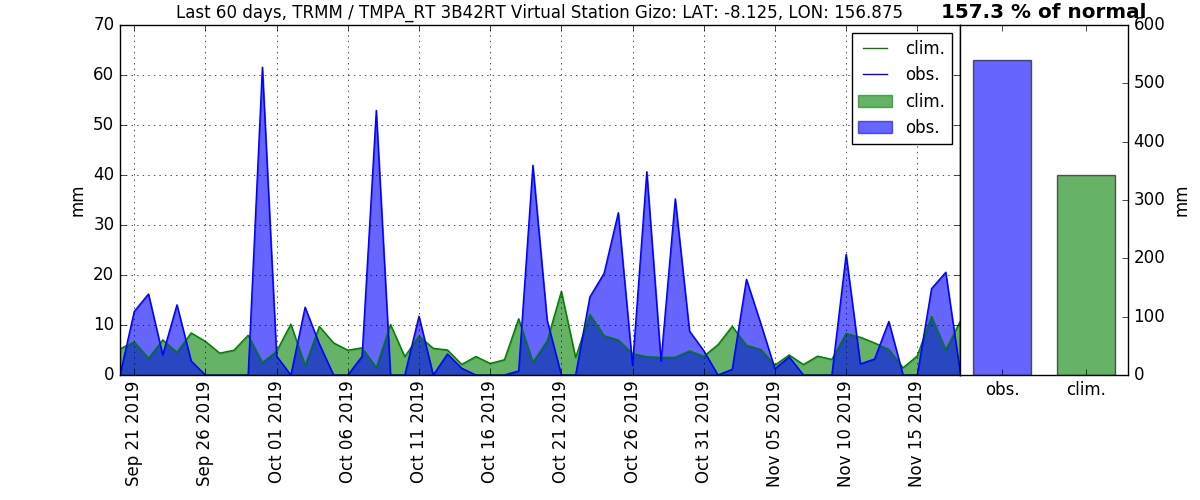 Last 60 days, TRMM / TMPA_RT 3B42RT Virtual Station Gizo: LAT: -8.125, LON: 156.875
157.3 % of normal
70
60
50
40
30
20
10
0
mm
clim.
obs.
clim.
obs.
600
500
400
300
200
100
0
mm
Sep 21 2019
Sep 26 2019
Oct 01 2019
Oct 06 2019
Oct 11 2019
Oct 16 2019
Oct 21 2019
Oct 26 2019
Oct 31 2019
Nov 05 2019
Nov 10 2019
Nov 15 2019
obs.
clim.